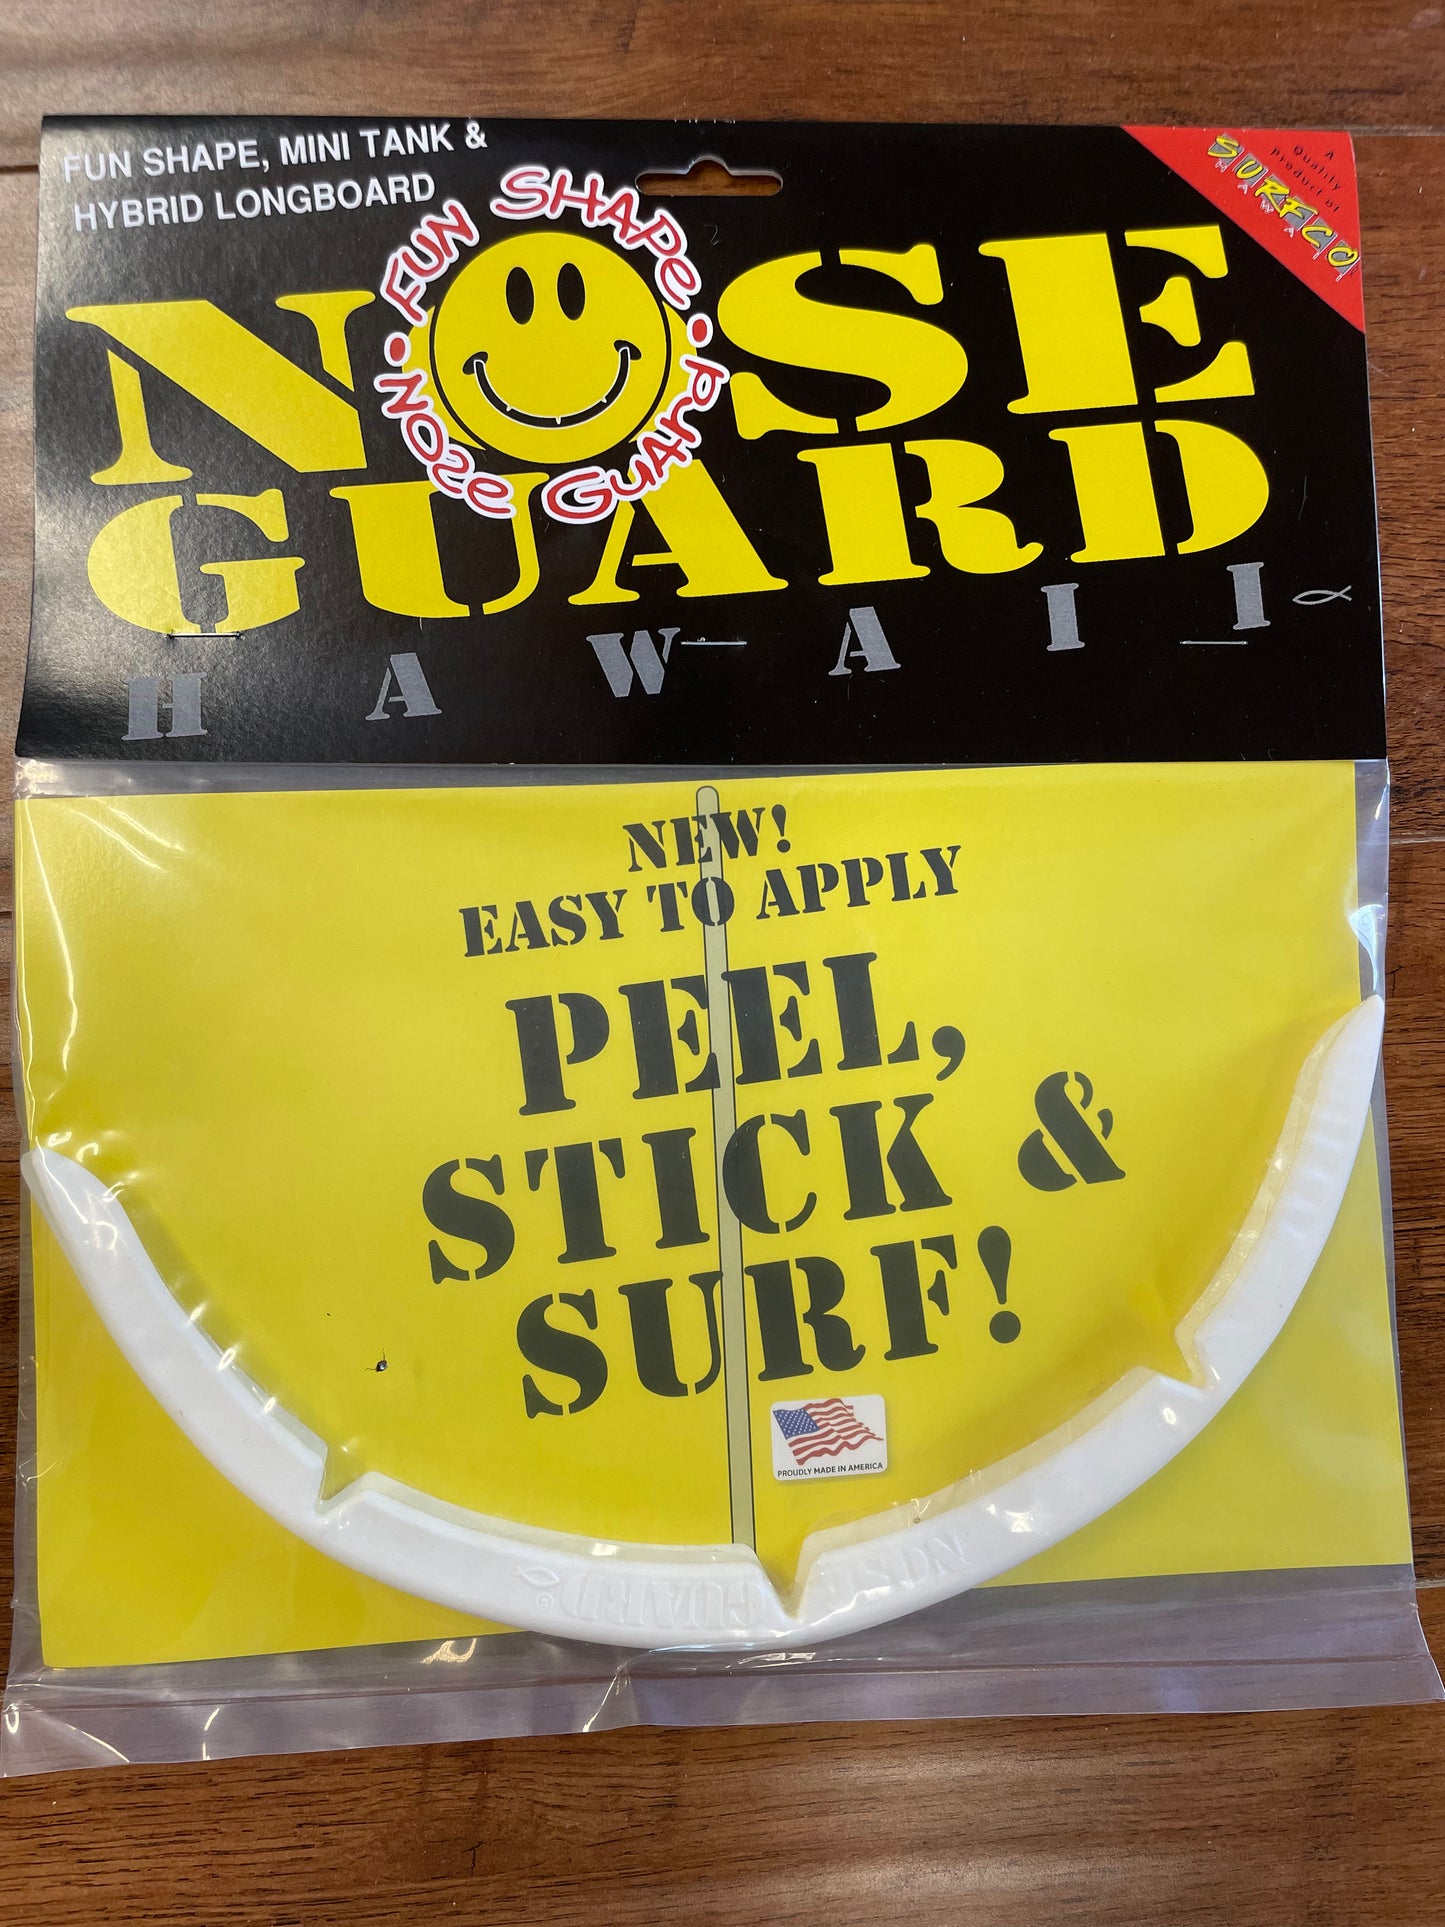 FUN SHAPE, MINI TANK &
HYBRID LONGBOARD
A
Quality
Product of
SURFCO
HAWAII
FUN SHAPE
NOSE GUARD
NOSE
GUARD
HAWAII
NEW!
EASY TO APPLY
PEEL,
STICK &
SURF!
PROUDLY MADE IN AMERICA
NOSE GUARD ®